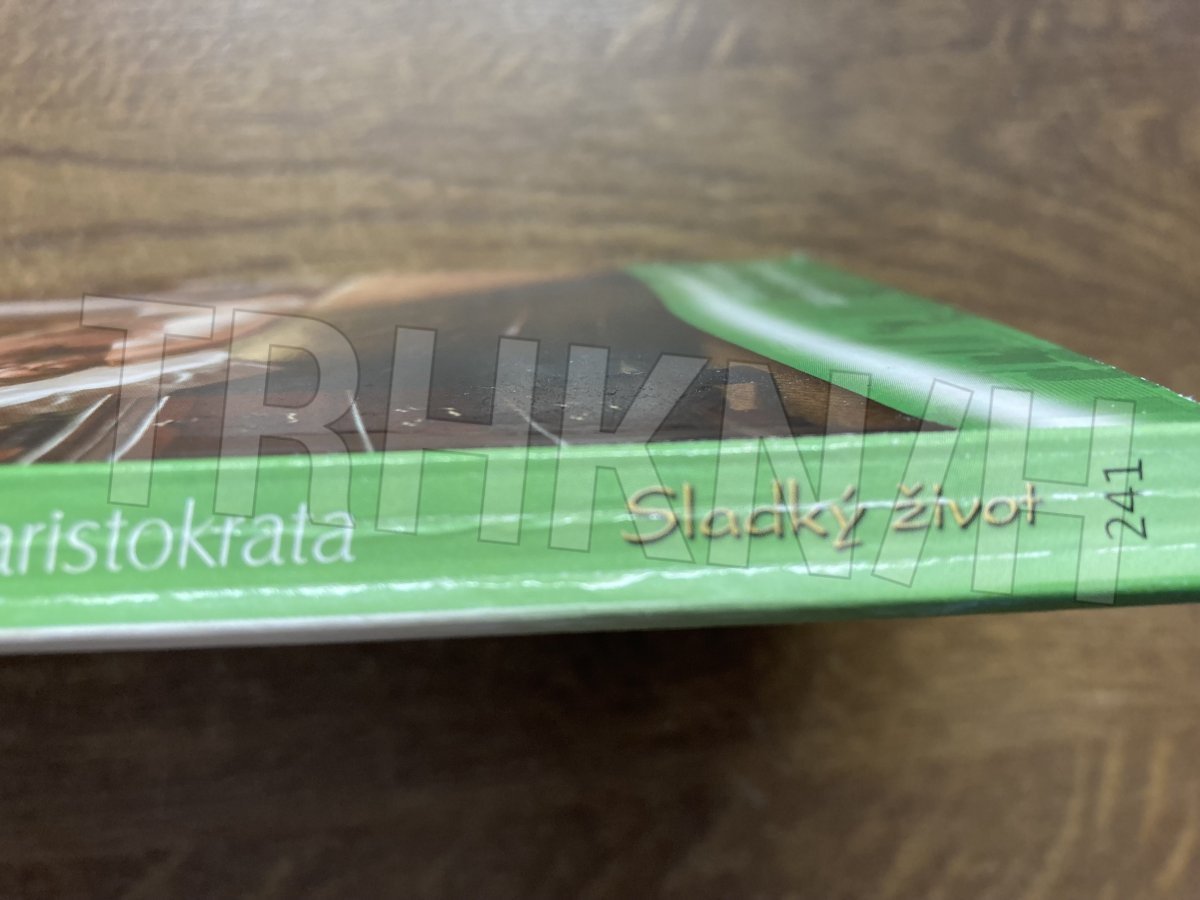 TRHKNIH
aristokrata Sladký život 241